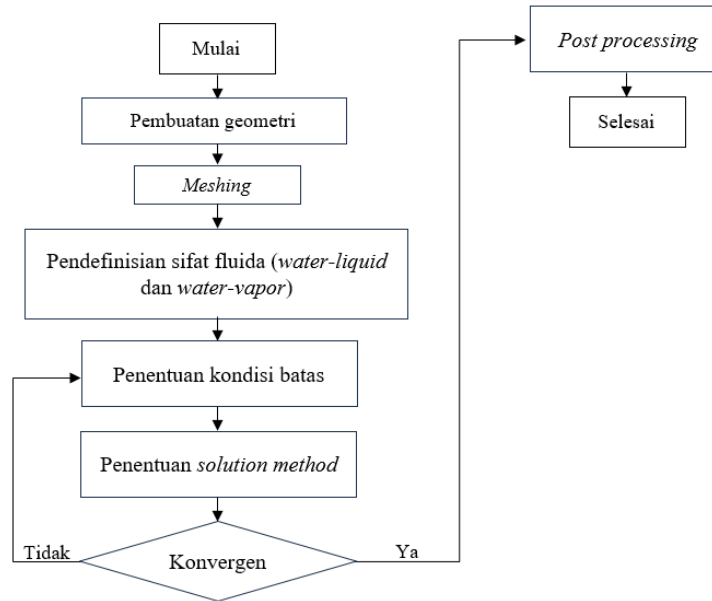 Mulai
Pembuatan geometri
Meshing
Pendefinisian sifat fluida (water-liquid
dan water-vapor)
Penentuan kondisi batas
Penentuan solution method
Konvergen
Tidak
Ya
Post processing
Selesai